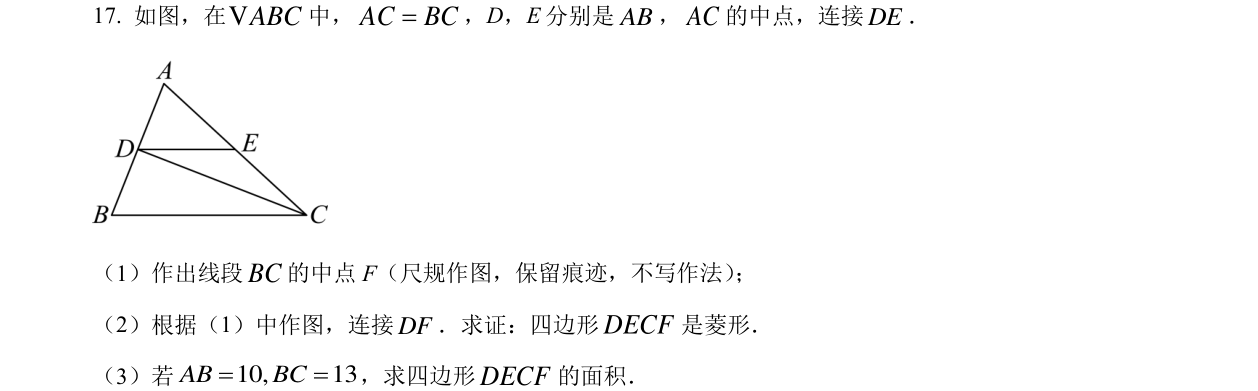 17. 如图，在VABC中， AC = BC，D，E分别是AB， AC的中点，连接DE．
A
D
E
B
C
（1）作出线段BC的中点F（尺规作图，保留痕迹，不写作法）；
（2）根据（1）中作图，连接DF．求证：四边形DECF是菱形．
（3）若AB=10,BC=13，求四边形DECF的面积．